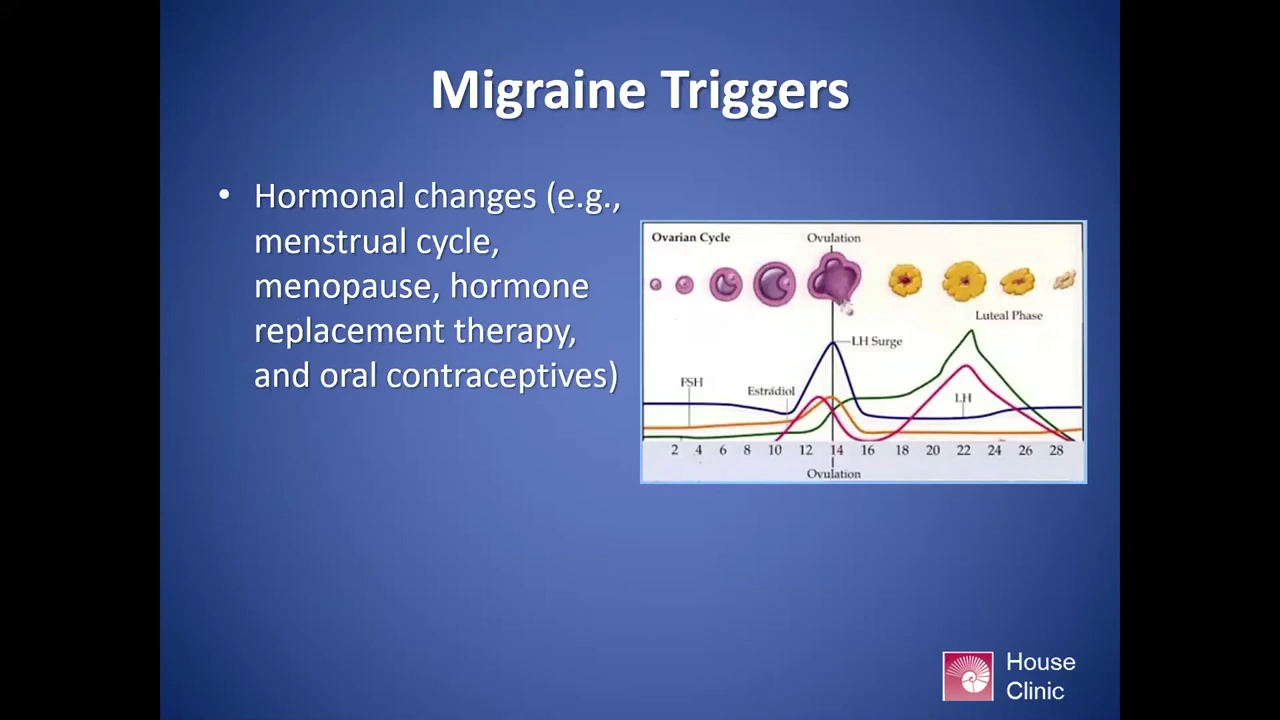 Migraine Triggers
• Hormonal changes (e.g.,
menstrual cycle,
menopause, hormone
replacement therapy,
and oral contraceptives)
Ovarian Cycle
Ovulation
Luteal Phase
LH Surge
FSH
Estradiol
LH
2 4 6 8 10 12 14 16 18 20 22 24 26 28
Ovulation
House
Clinic